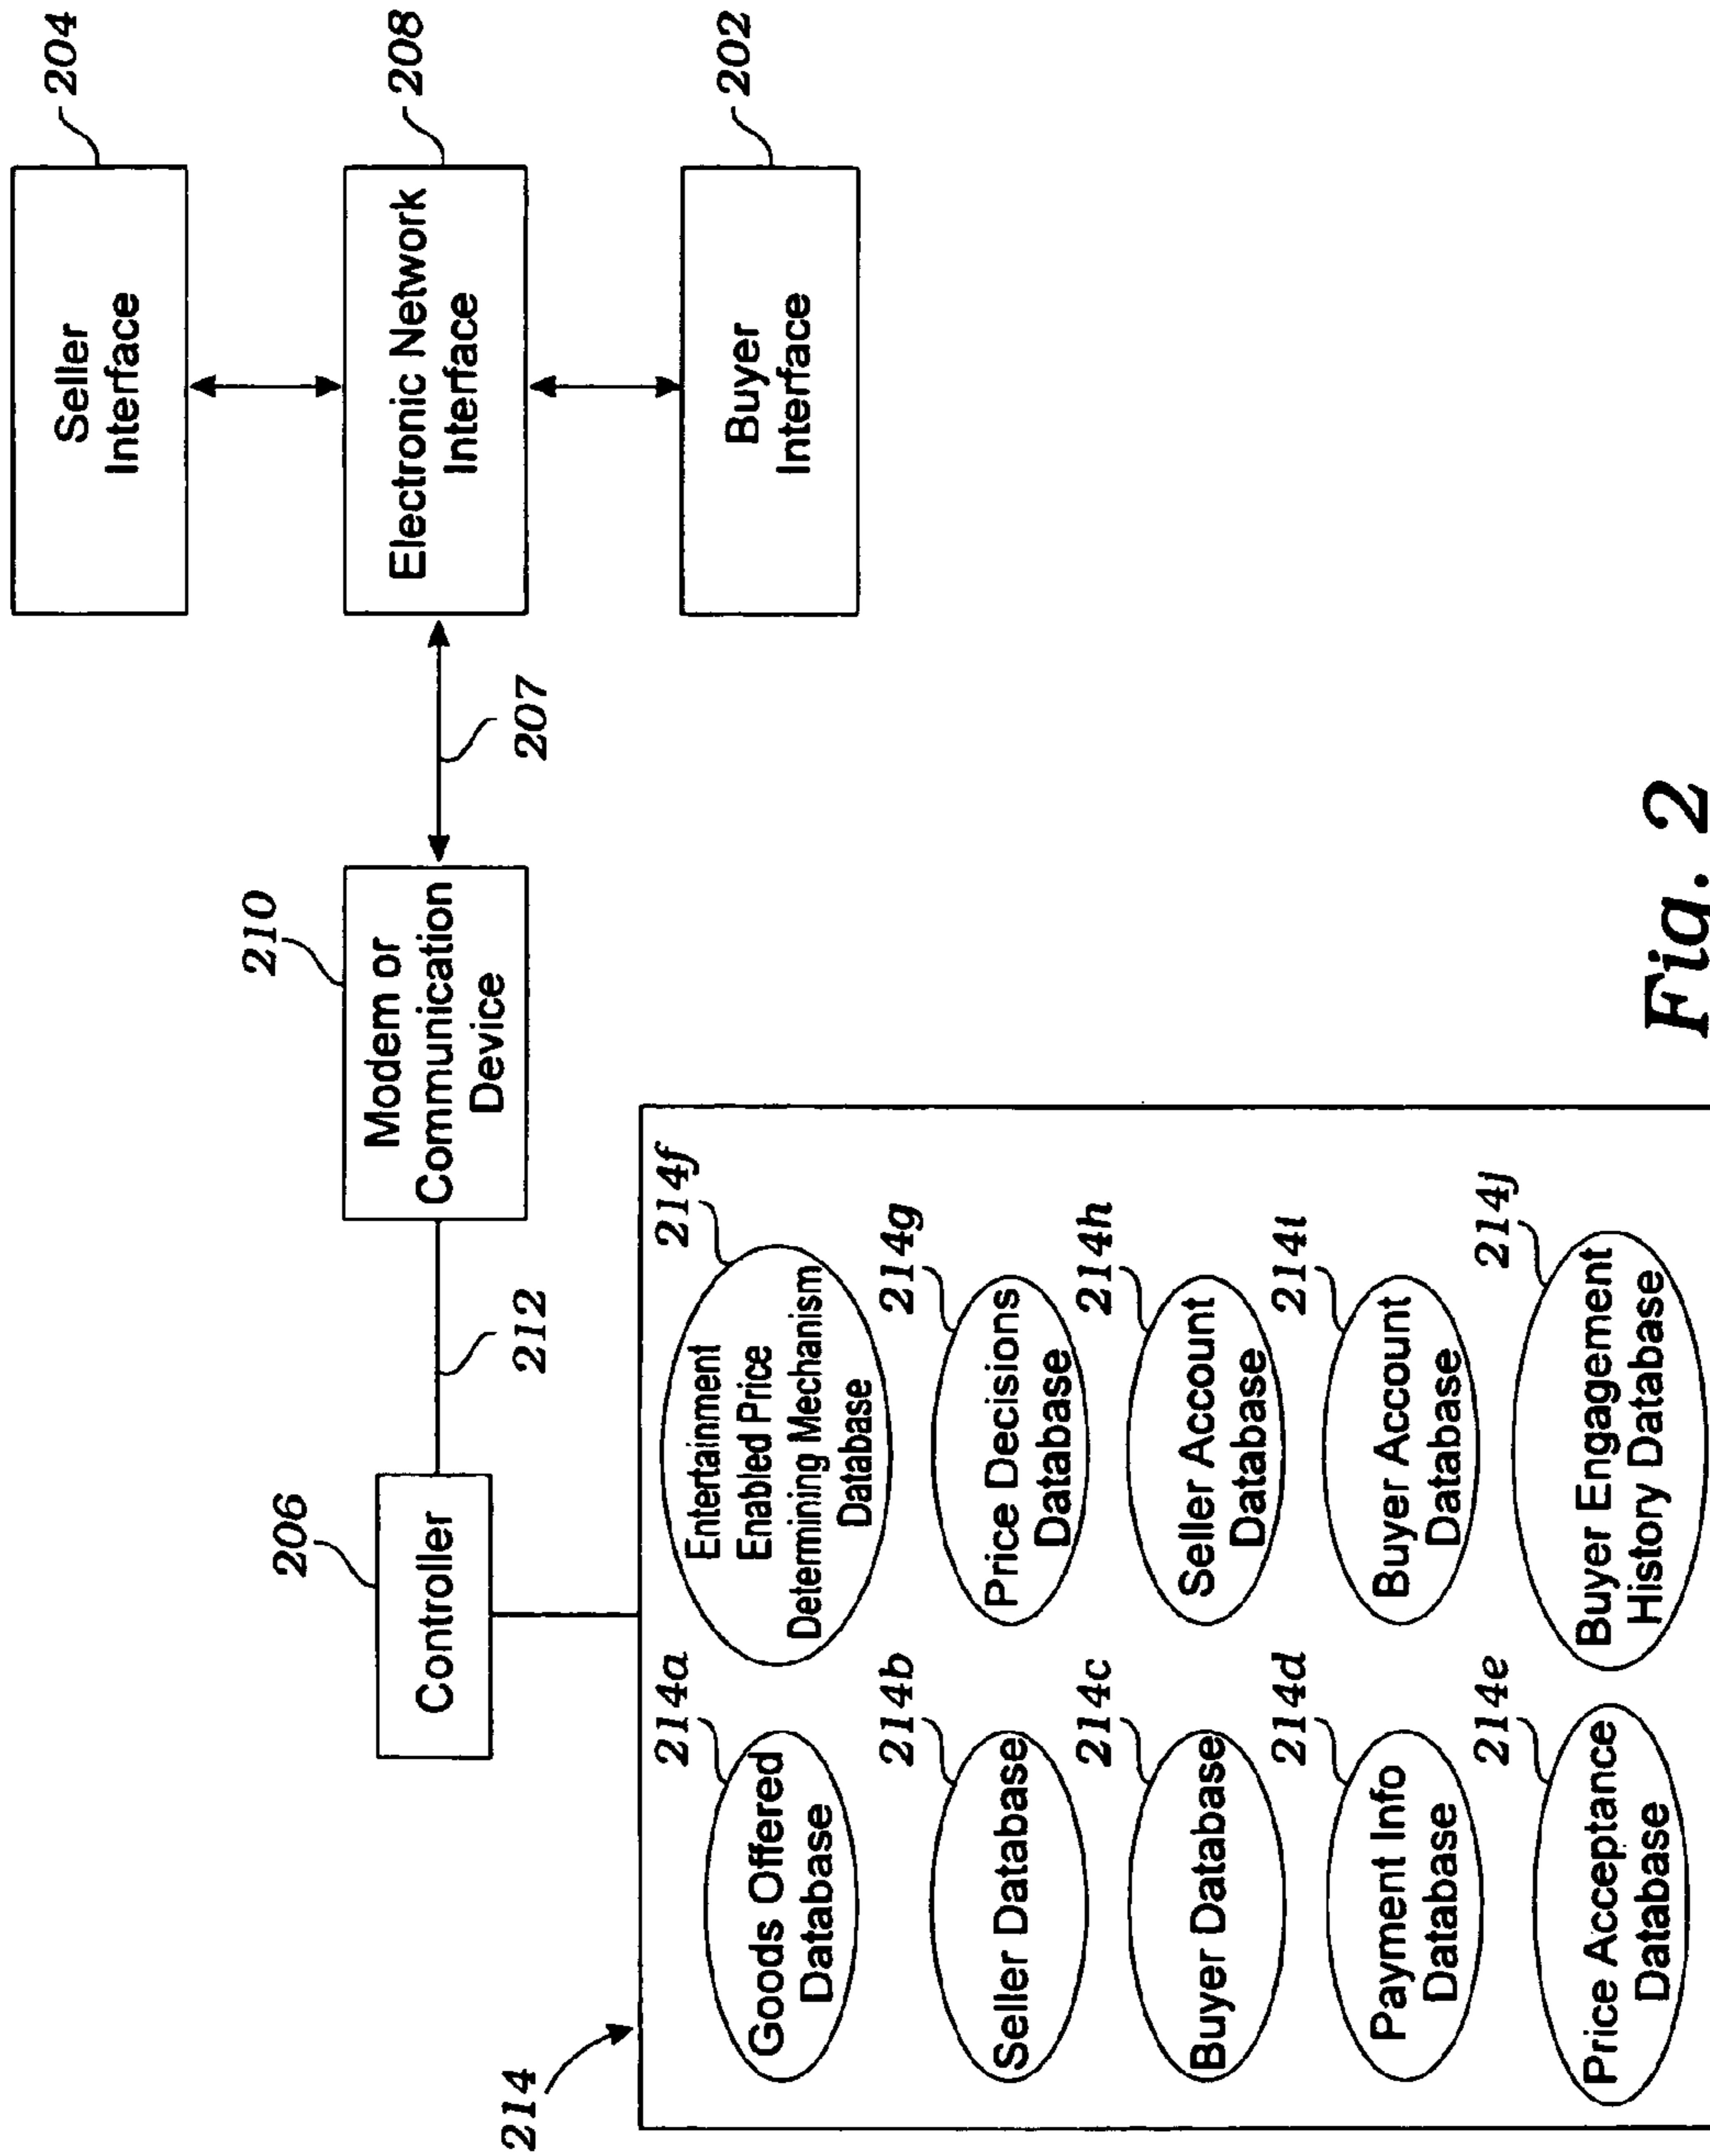 204
Seller
Interface
208
Electronic Network
Interface
202
Buyer
Interface
207
210
Modem or
Communication
Device
212
206
Controller
214
214a
Goods Offered
Database
214b
Seller Database
214c
Buyer Database
214d
Payment Info
Database
214e
Price Acceptance
Database
214f
Entertainment
Enabled Price
Determining Mechanism
Database
214g
Price Decisions
Database
214h
Seller Account
Database
214i
Buyer Account
Database
214j
Buyer Engagement
History Database
Fig. 2